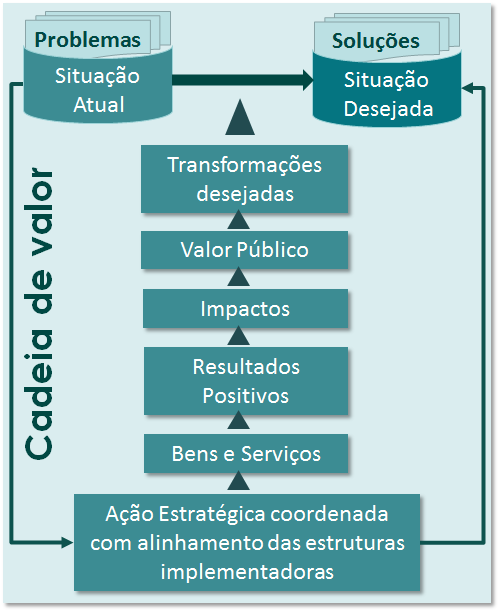 Problemas
Situação
Atual
Soluções
Situação
Desejada
Cadeia de valor
Transformações
desejadas
Valor Público
Impactos
Resultados
Positivos
Bens e Serviços
Ação Estratégica coordenada
com alinhamento das estruturas
implementadoras